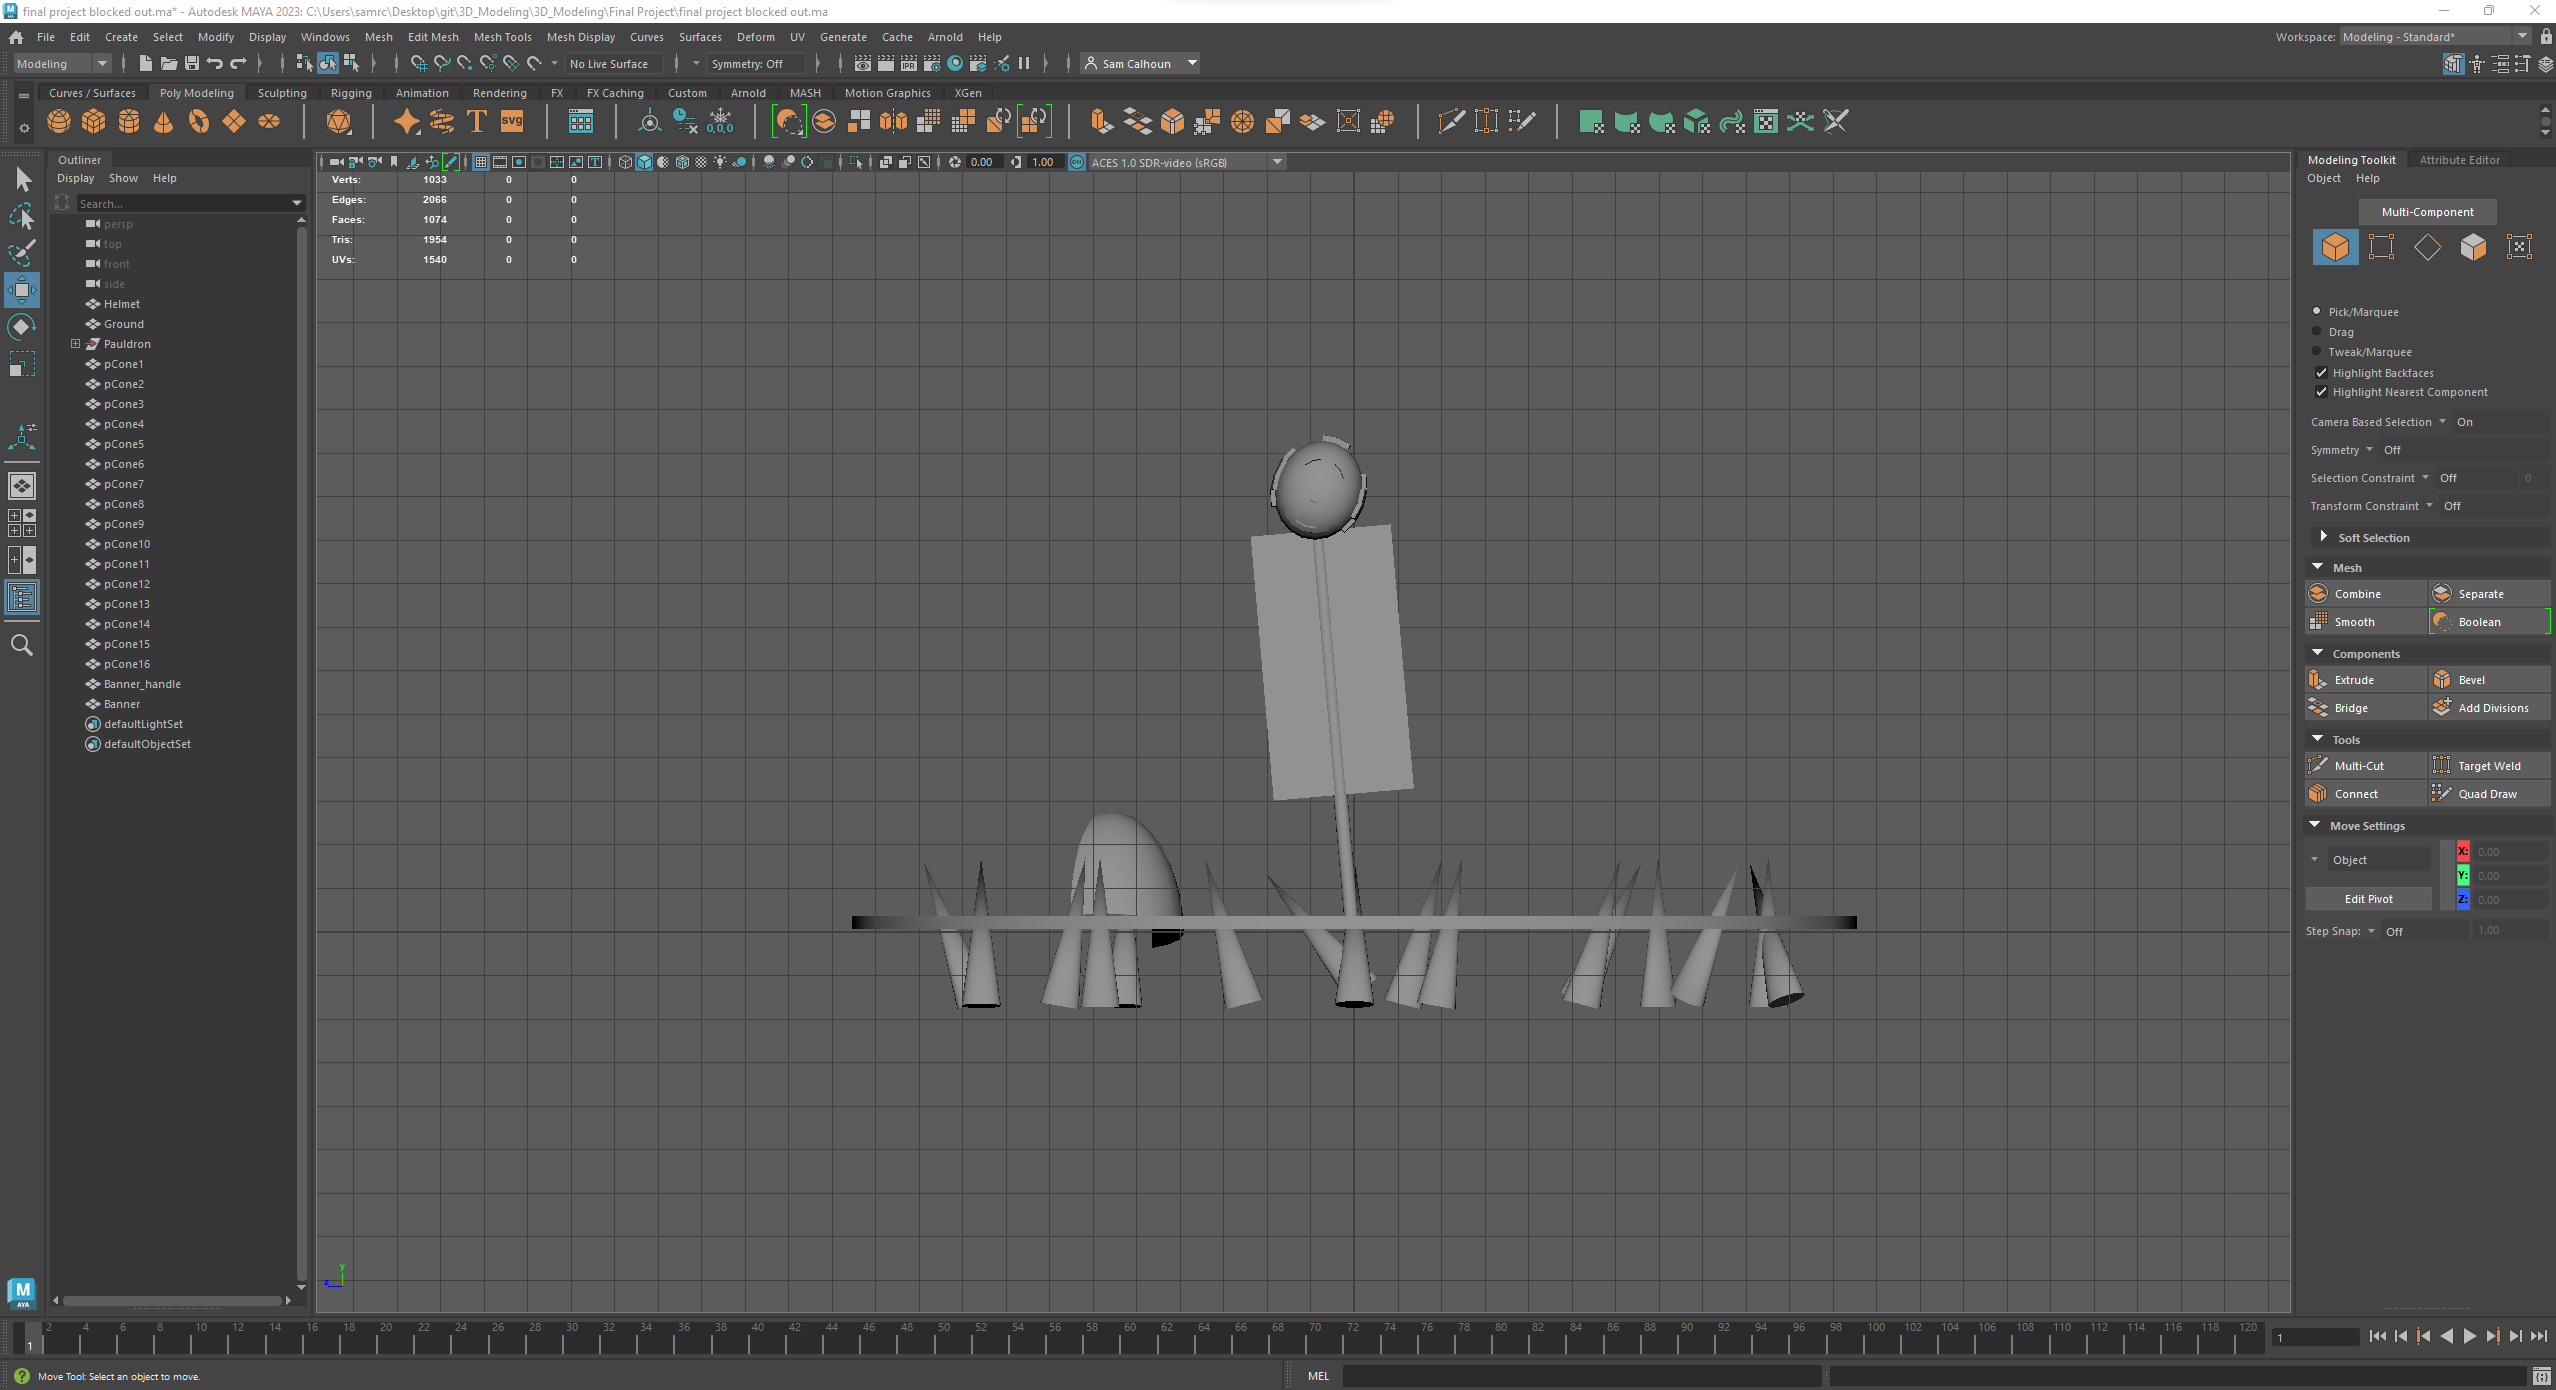 final project blocked out.ma* - Autodesk MAYA 2023: C:\Users\samrc\Desktop\git\3D_Modeling\3D_Modeling\Final Project\final project blocked out.ma
File Edit Create Select Modify Display Windows Mesh Edit Mesh Mesh Tools Mesh Display Curves Surfaces Deform UV Generate Cache Arnold Help
Workspace: Modeling - Standard*
Modeling No Live Surface Symmetry: Off IPR Sam Calhoun
Curves / Surfaces Poly Modeling Sculpting Rigging Animation Rendering FX FX Caching Custom Arnold MASH Motion Graphics XGen
T SVG 0,0,0
Outliner
Display Show Help
Search...
persp
top
front
side
Helmet
Ground
Pauldron
pCone1
pCone2
pCone3
pCone4
pCone5
pCone6
pCone7
pCone8
pCone9
pCone10
pCone11
pCone12
pCone13
pCone14
pCone15
pCone16
Banner_handle
Banner
defaultLightSet
defaultObjectSet
0.00 1.00 ON ACES 1.0 SDR-video (sRGB)
Verts: 1033 0 0
Edges: 2066 0 0
Faces: 1074 0 0
Tris: 1954 0 0
UVs: 1540 0 0
y
z
Modeling Toolkit Attribute Editor
Object Help
Multi-Component
Pick/Marquee
Drag
Tweak/Marquee
Highlight Backfaces
Highlight Nearest Component
Camera Based Selection On
Symmetry Off
Selection Constraint Off 0
Transform Constraint Off
Soft Selection
Mesh
Combine Separate
Smooth Boolean
Components
Extrude Bevel
Bridge Add Divisions
Tools
Multi-Cut Target Weld
Connect Quad Draw
Move Settings
Object X: 0.00
Y: 0.00
Edit Pivot Z: 0.00
Step Snap: Off 1.00
M
AYA
2 4 6 8 10 12 14 16 18 20 22 24 26 28 30 32 34 36 38 40 42 44 46 48 50 52 54 56 58 60 62 64 66 68 70 72 74 76 78 80 82 84 86 88 90 92 94 96 98 100 102 104 106 108 110 112 114 116 118 120
1 1
Move Tool: Select an object to move.
MEL